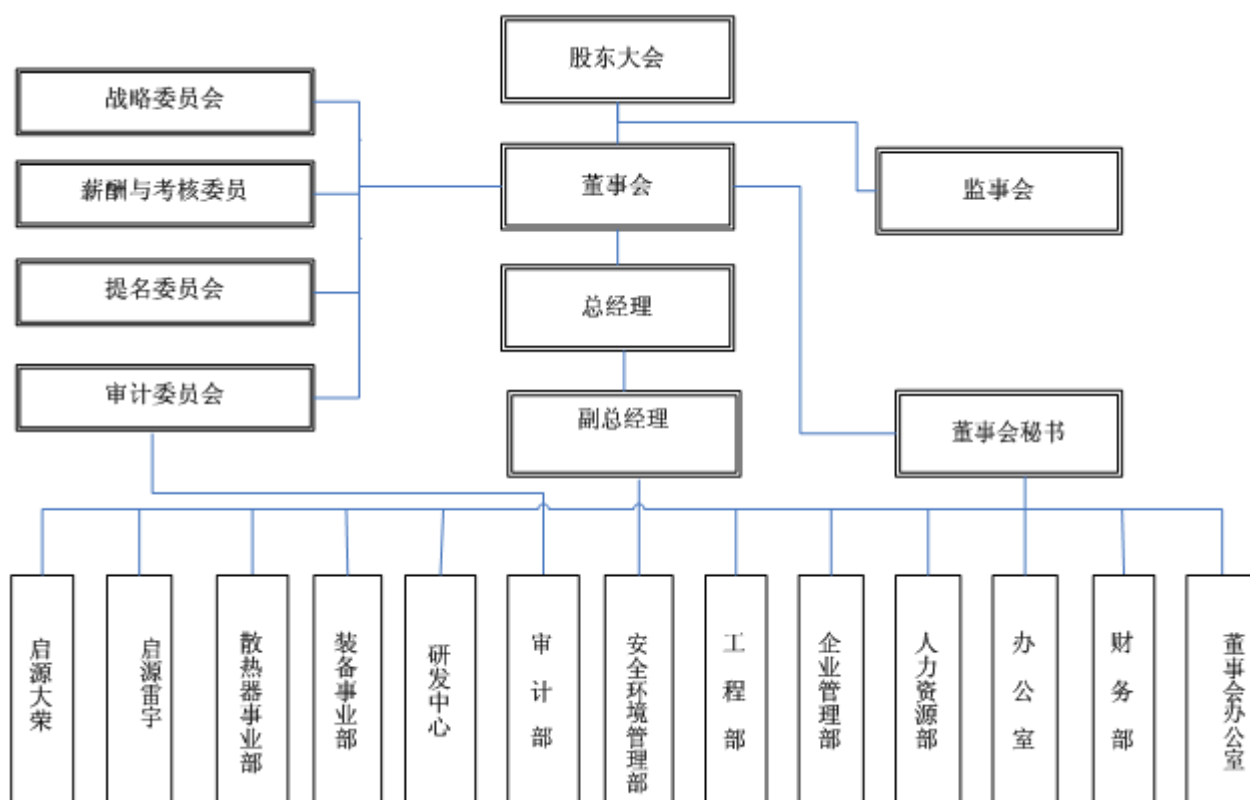 股东大会
战略委员会
董事会
监事会
薪酬与考核委员
提名委员会
总经理
审计委员会
副总经理
董事会秘书
启源大荣
启源雷宇
散热器事业部
装备事业部
研发中心
审计部
安全环境管理部
工程部
企业管理部
人力资源部
办公室
财务部
董事会办公室